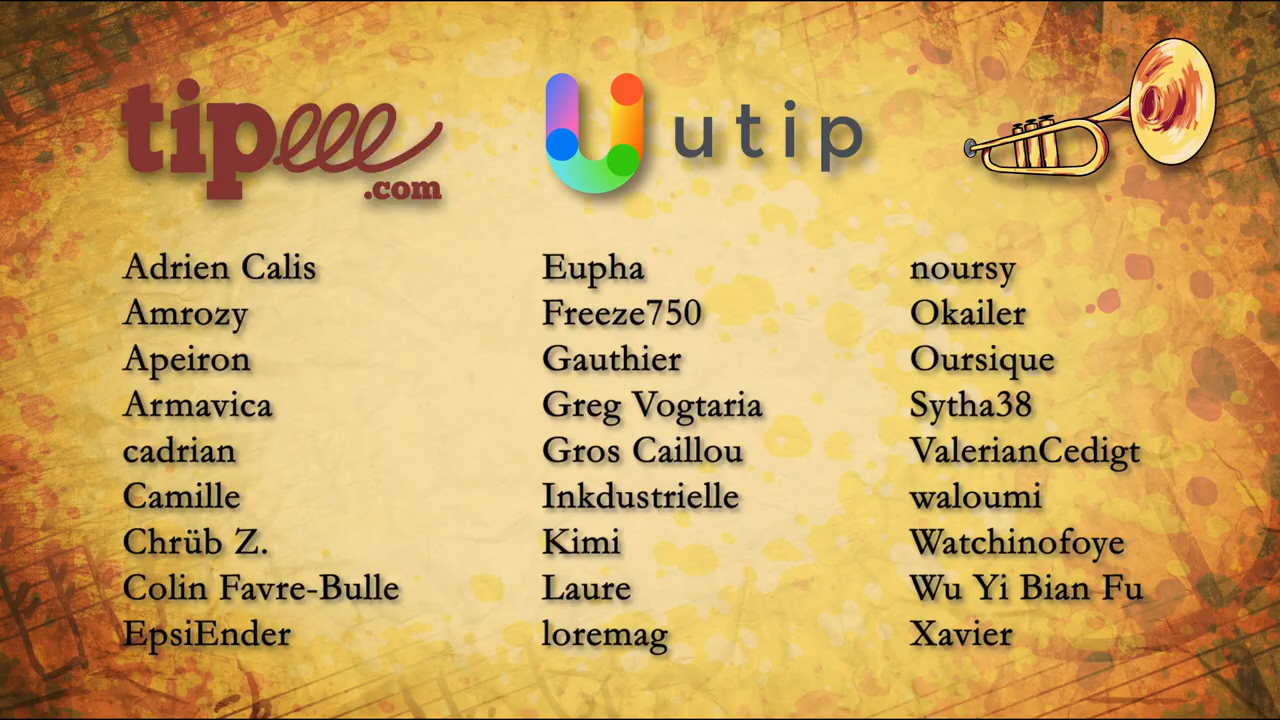 tipeee
.com
utip
Adrien Calis
Amrozy
Apeiron
Armavica
cadrian
Camille
Chrüb Z.
Colin Favre-Bulle
EpsiEnder
Eupha
Freeze750
Gauthier
Greg Vogtaria
Gros Caillou
Inkdustrielle
Kimi
Laure
loremag
noursy
Okailer
Oursique
Sytha38
ValerianCedigt
waloumi
Watchinofoye
Wu Yi Bian Fu
Xavier